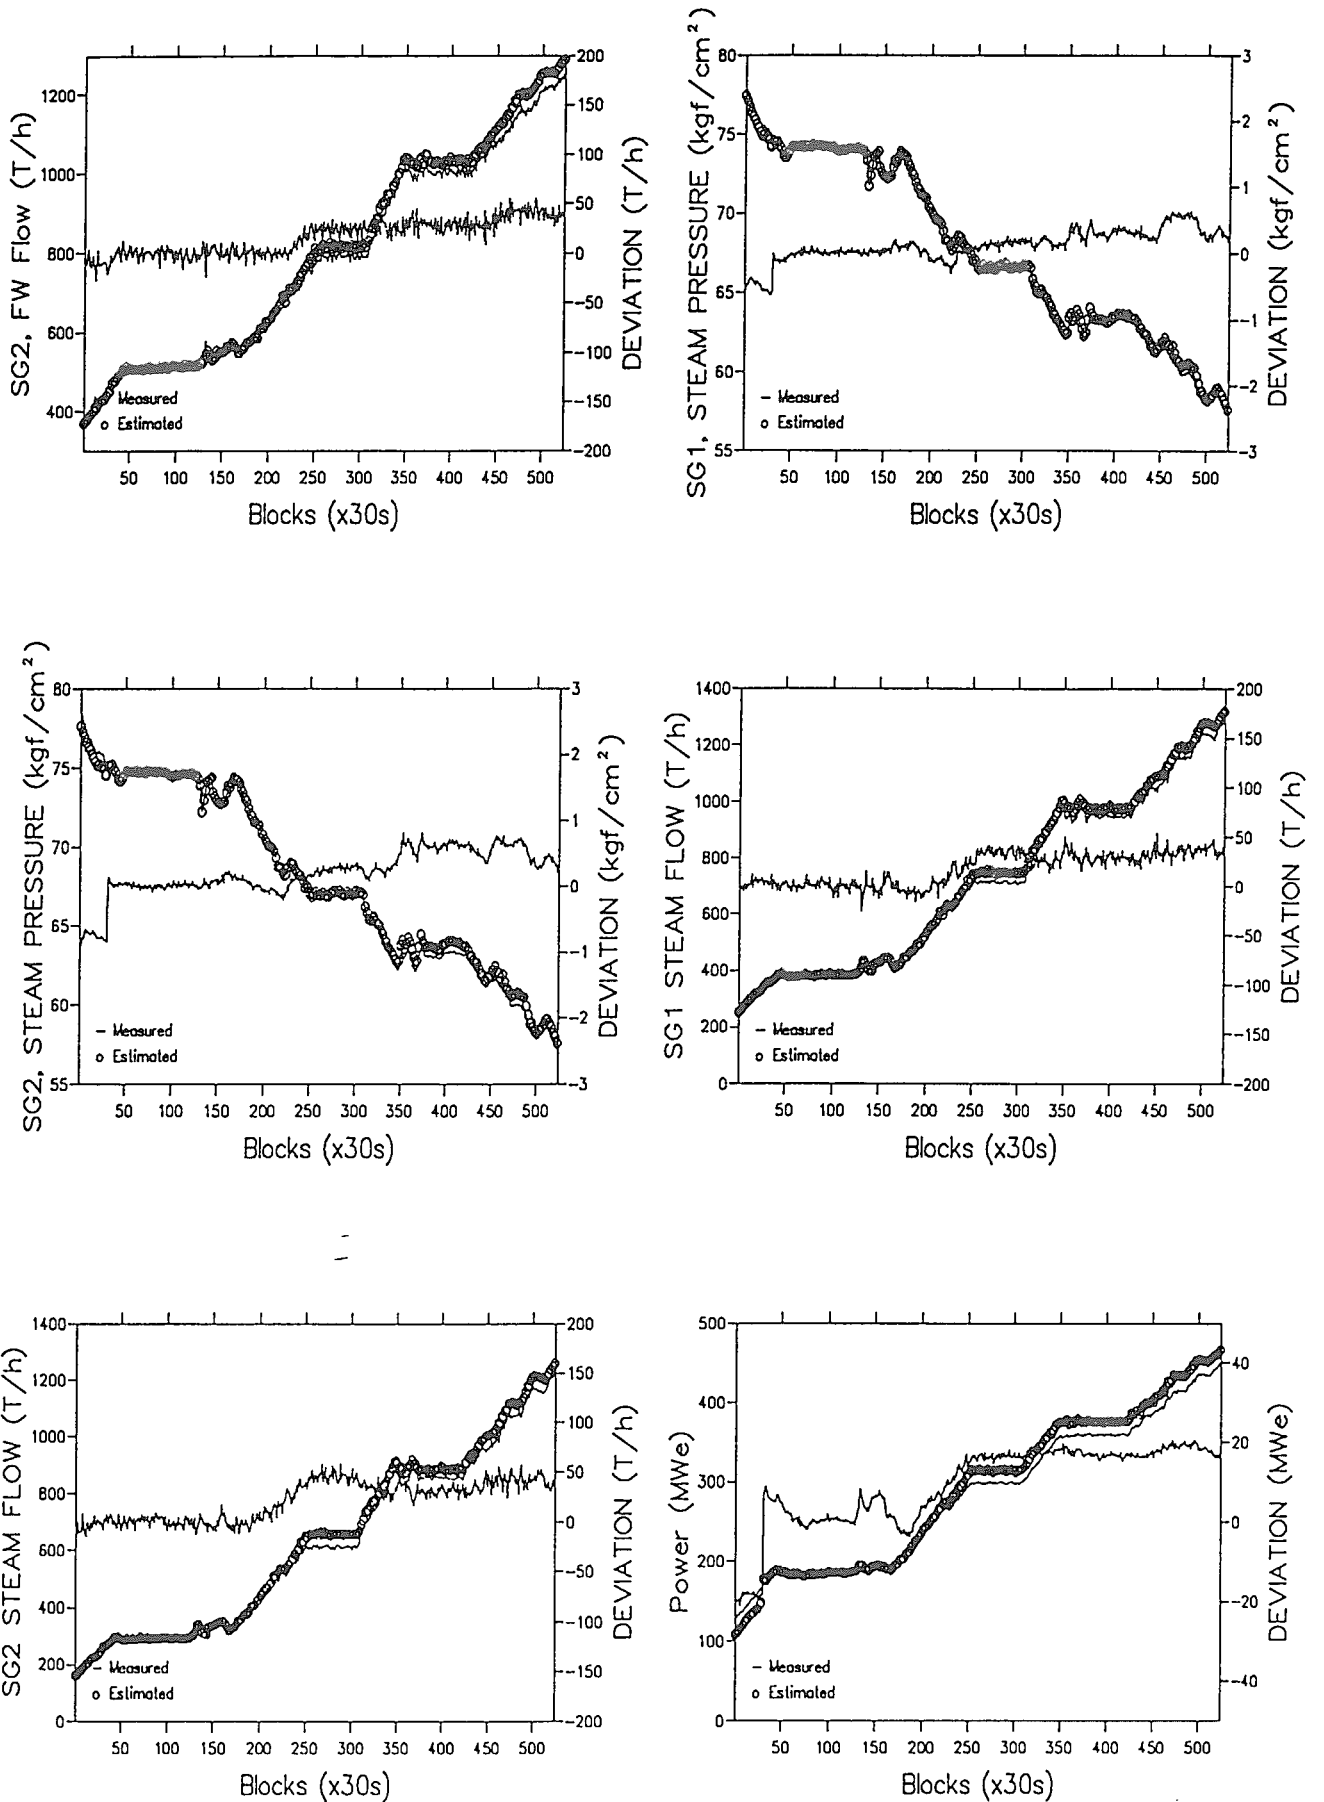 SG2, FW Flow (T/h)
1200
1000
800
600
400
200
150
100
50
0
-50
-100
-150
-200
Measured
o Estimated
50 100 150 200 250 300 350 400 450 500
Blocks (x30s)
DEVIATION (T/h)
SG1, STEAM PRESSURE (kgf/cm²)
80
75
70
65
60
55
3
2
1
0
-1
-2
-3
– Measured
o Estimated
50 100 150 200 250 300 350 400 450 500
Blocks (x30s)
DEVIATION (kgf/cm²)
SG2, STEAM PRESSURE (kgf/cm²)
80
75
70
65
60
55
3
2
1
0
-1
-2
-3
– Measured
o Estimated
50 100 150 200 250 300 350 400 450 500
Blocks (x30s)
DEVIATION (kgf/cm²)
SG1 STEAM FLOW (T/h)
1400
1200
1000
800
600
400
200
0
200
150
100
50
0
-50
-100
-150
-200
– Measured
o Estimated
50 100 150 200 250 300 350 400 450 500
Blocks (x30s)
DEVIATION (T/h)
SG2 STEAM FLOW (T/h)
1400
1200
1000
800
600
400
200
0
200
150
100
50
0
-50
-100
-150
-200
– Measured
o Estimated
50 100 150 200 250 300 350 400 450 500
Blocks (x30s)
DEVIATION (T/h)
Power (MWe)
500
400
300
200
100
0
40
20
0
-20
-40
– Measured
o Estimated
50 100 150 200 250 300 350 400 450 500
Blocks (x30s)
DEVIATION (MWe)